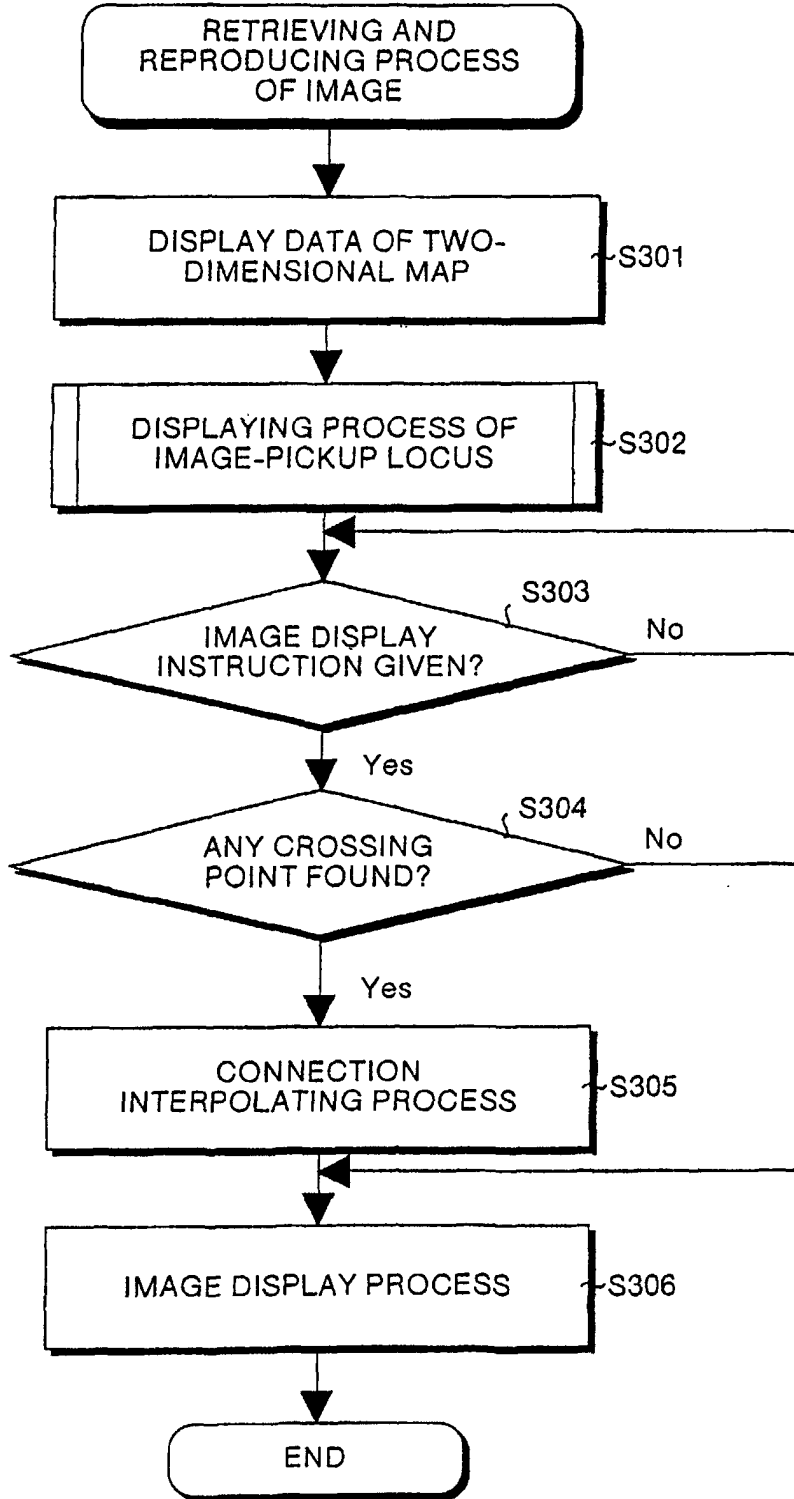 RETRIEVING AND
REPRODUCING PROCESS
OF IMAGE
DISPLAY DATA OF TWO-
DIMENSIONAL MAP
S301
DISPLAYING PROCESS OF
IMAGE-PICKUP LOCUS
S302
S303
IMAGE DISPLAY
INSTRUCTION GIVEN?
No
Yes
S304
ANY CROSSING
POINT FOUND?
No
Yes
CONNECTION
INTERPOLATING PROCESS
S305
IMAGE DISPLAY PROCESS
S306
END